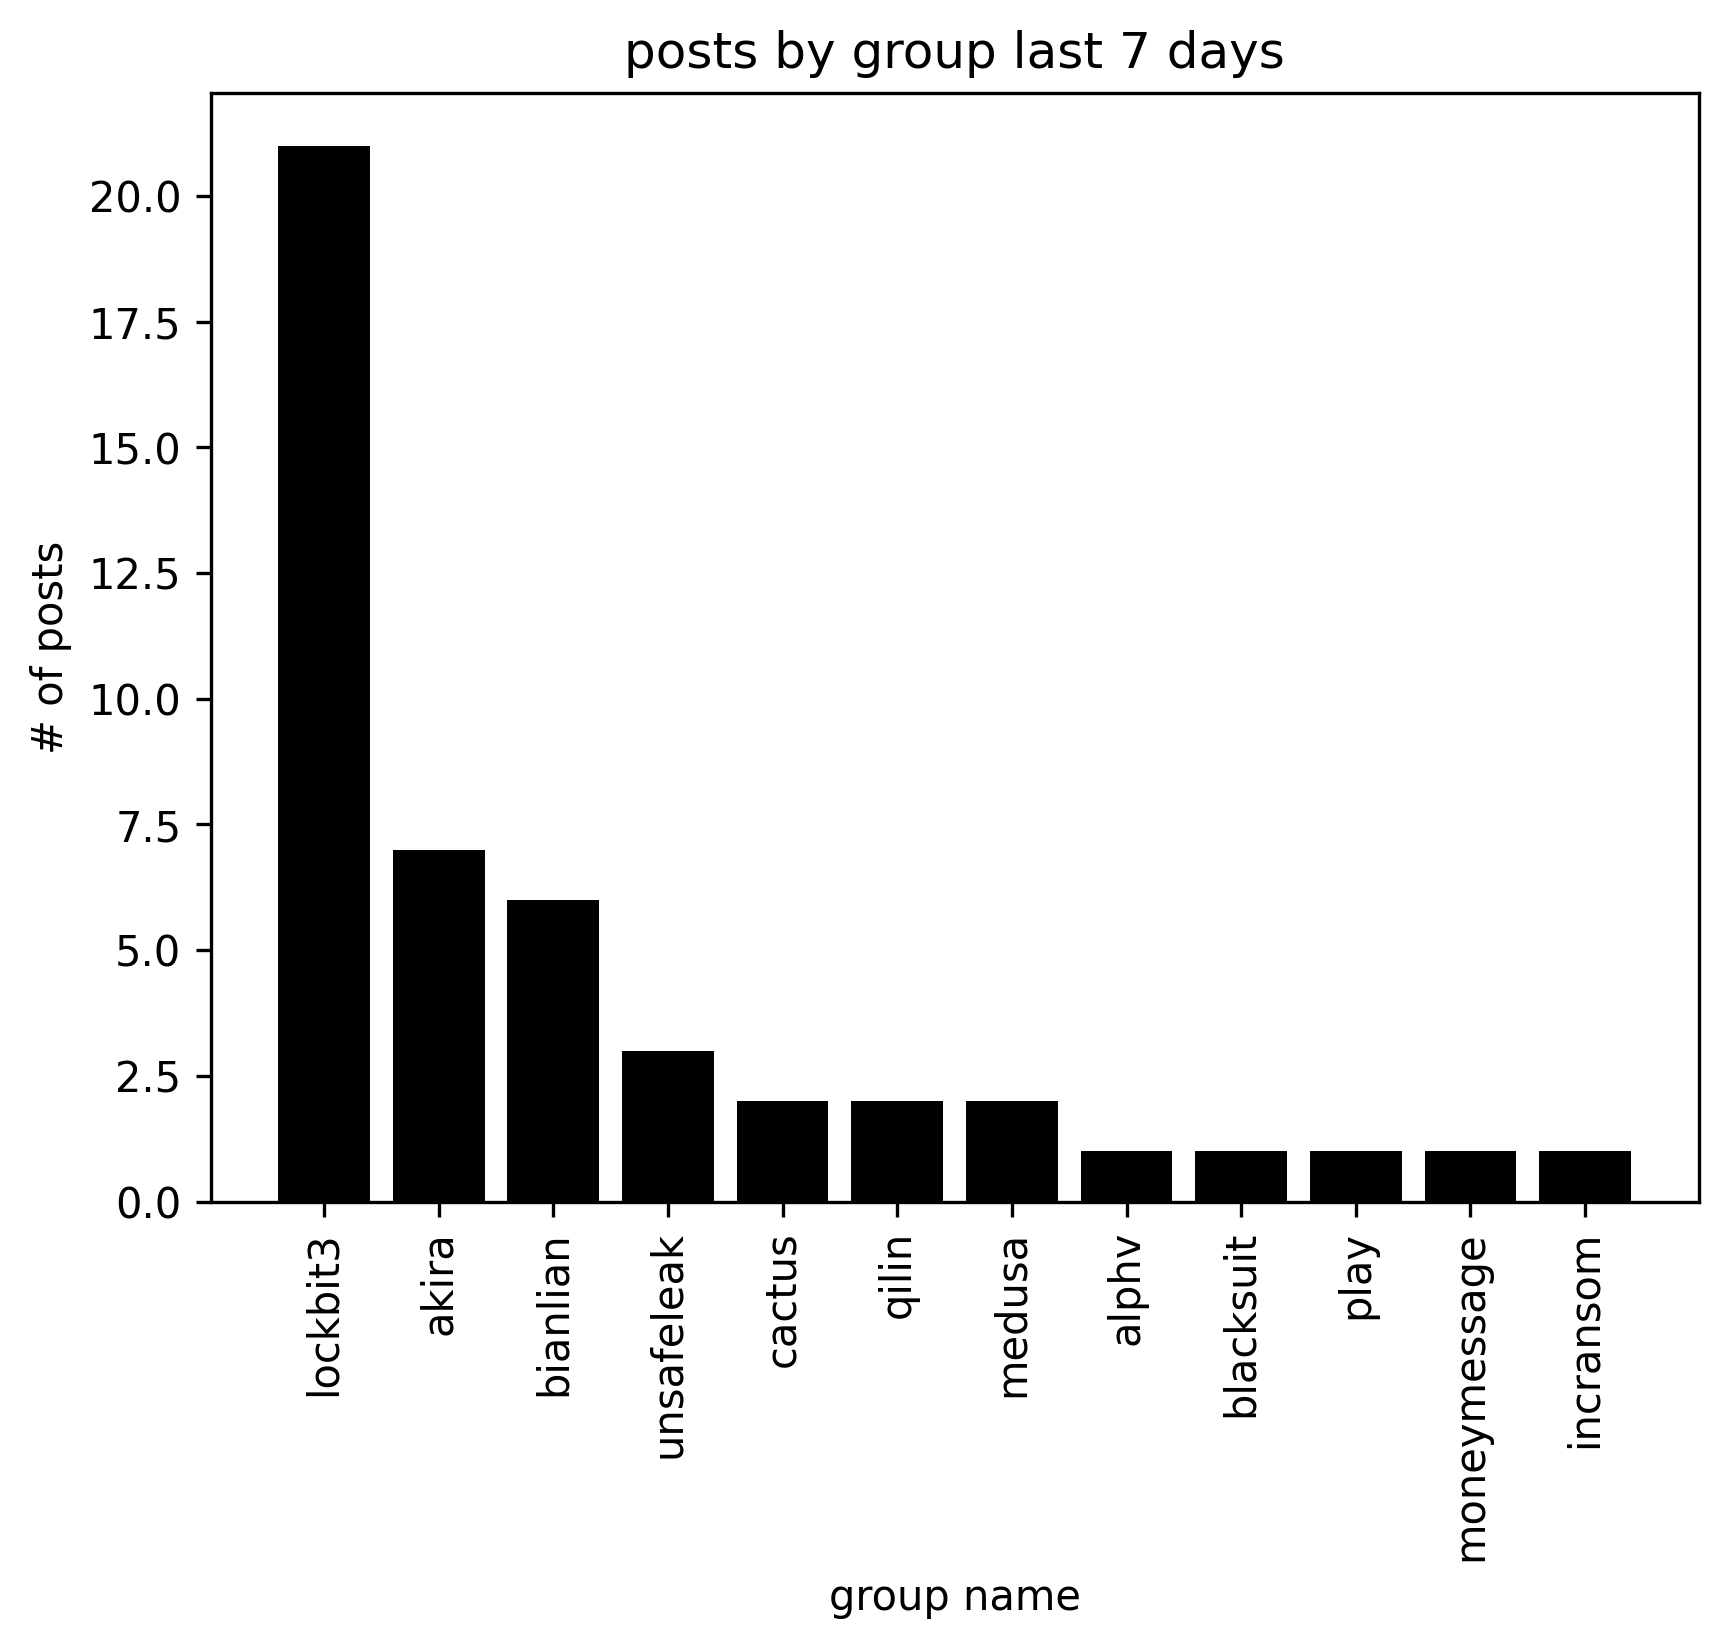 posts by group last 7 days
# of posts
20.0
17.5
15.0
12.5
10.0
7.5
5.0
2.5
0.0
lockbit3
akira
bianlian
unsafeleak
cactus
qilin
medusa
alphv
blacksuit
play
moneymessage
incransom
group name